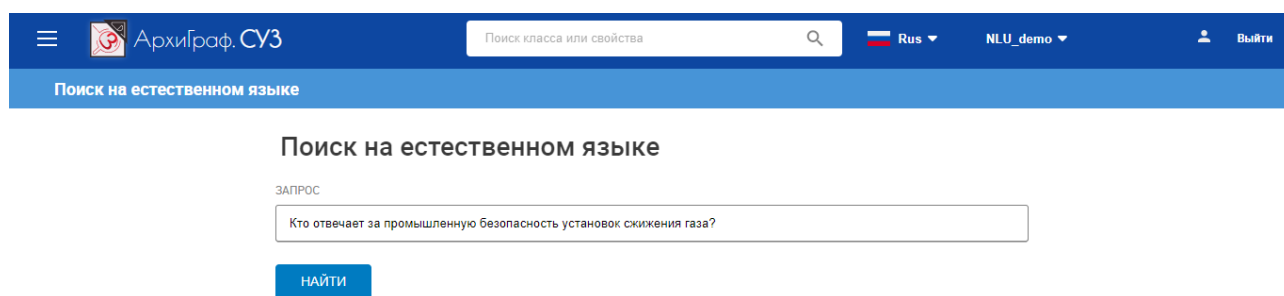 АрхиГраф.СУЗ
Поиск класса или свойства
Rus
NLU_demo
Выйти
Поиск на естественном языке
Поиск на естественном языке
ЗАПРОС
Кто отвечает за промышленную безопасность установок сжижения газа?
НАЙТИ